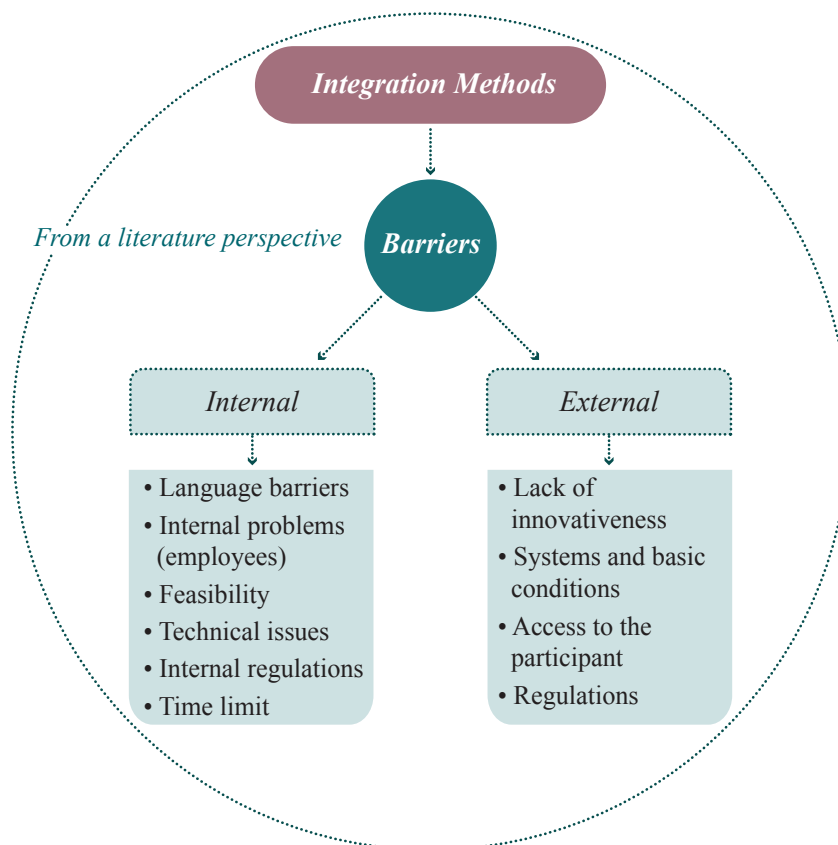 Integration Methods
From a literature perspective
Barriers
Internal
• Language barriers
• Internal problems
(employees)
• Feasibility
• Technical issues
• Internal regulations
• Time limit
External
• Lack of
innovativeness
• Systems and basic
conditions
• Access to the
participant
• Regulations